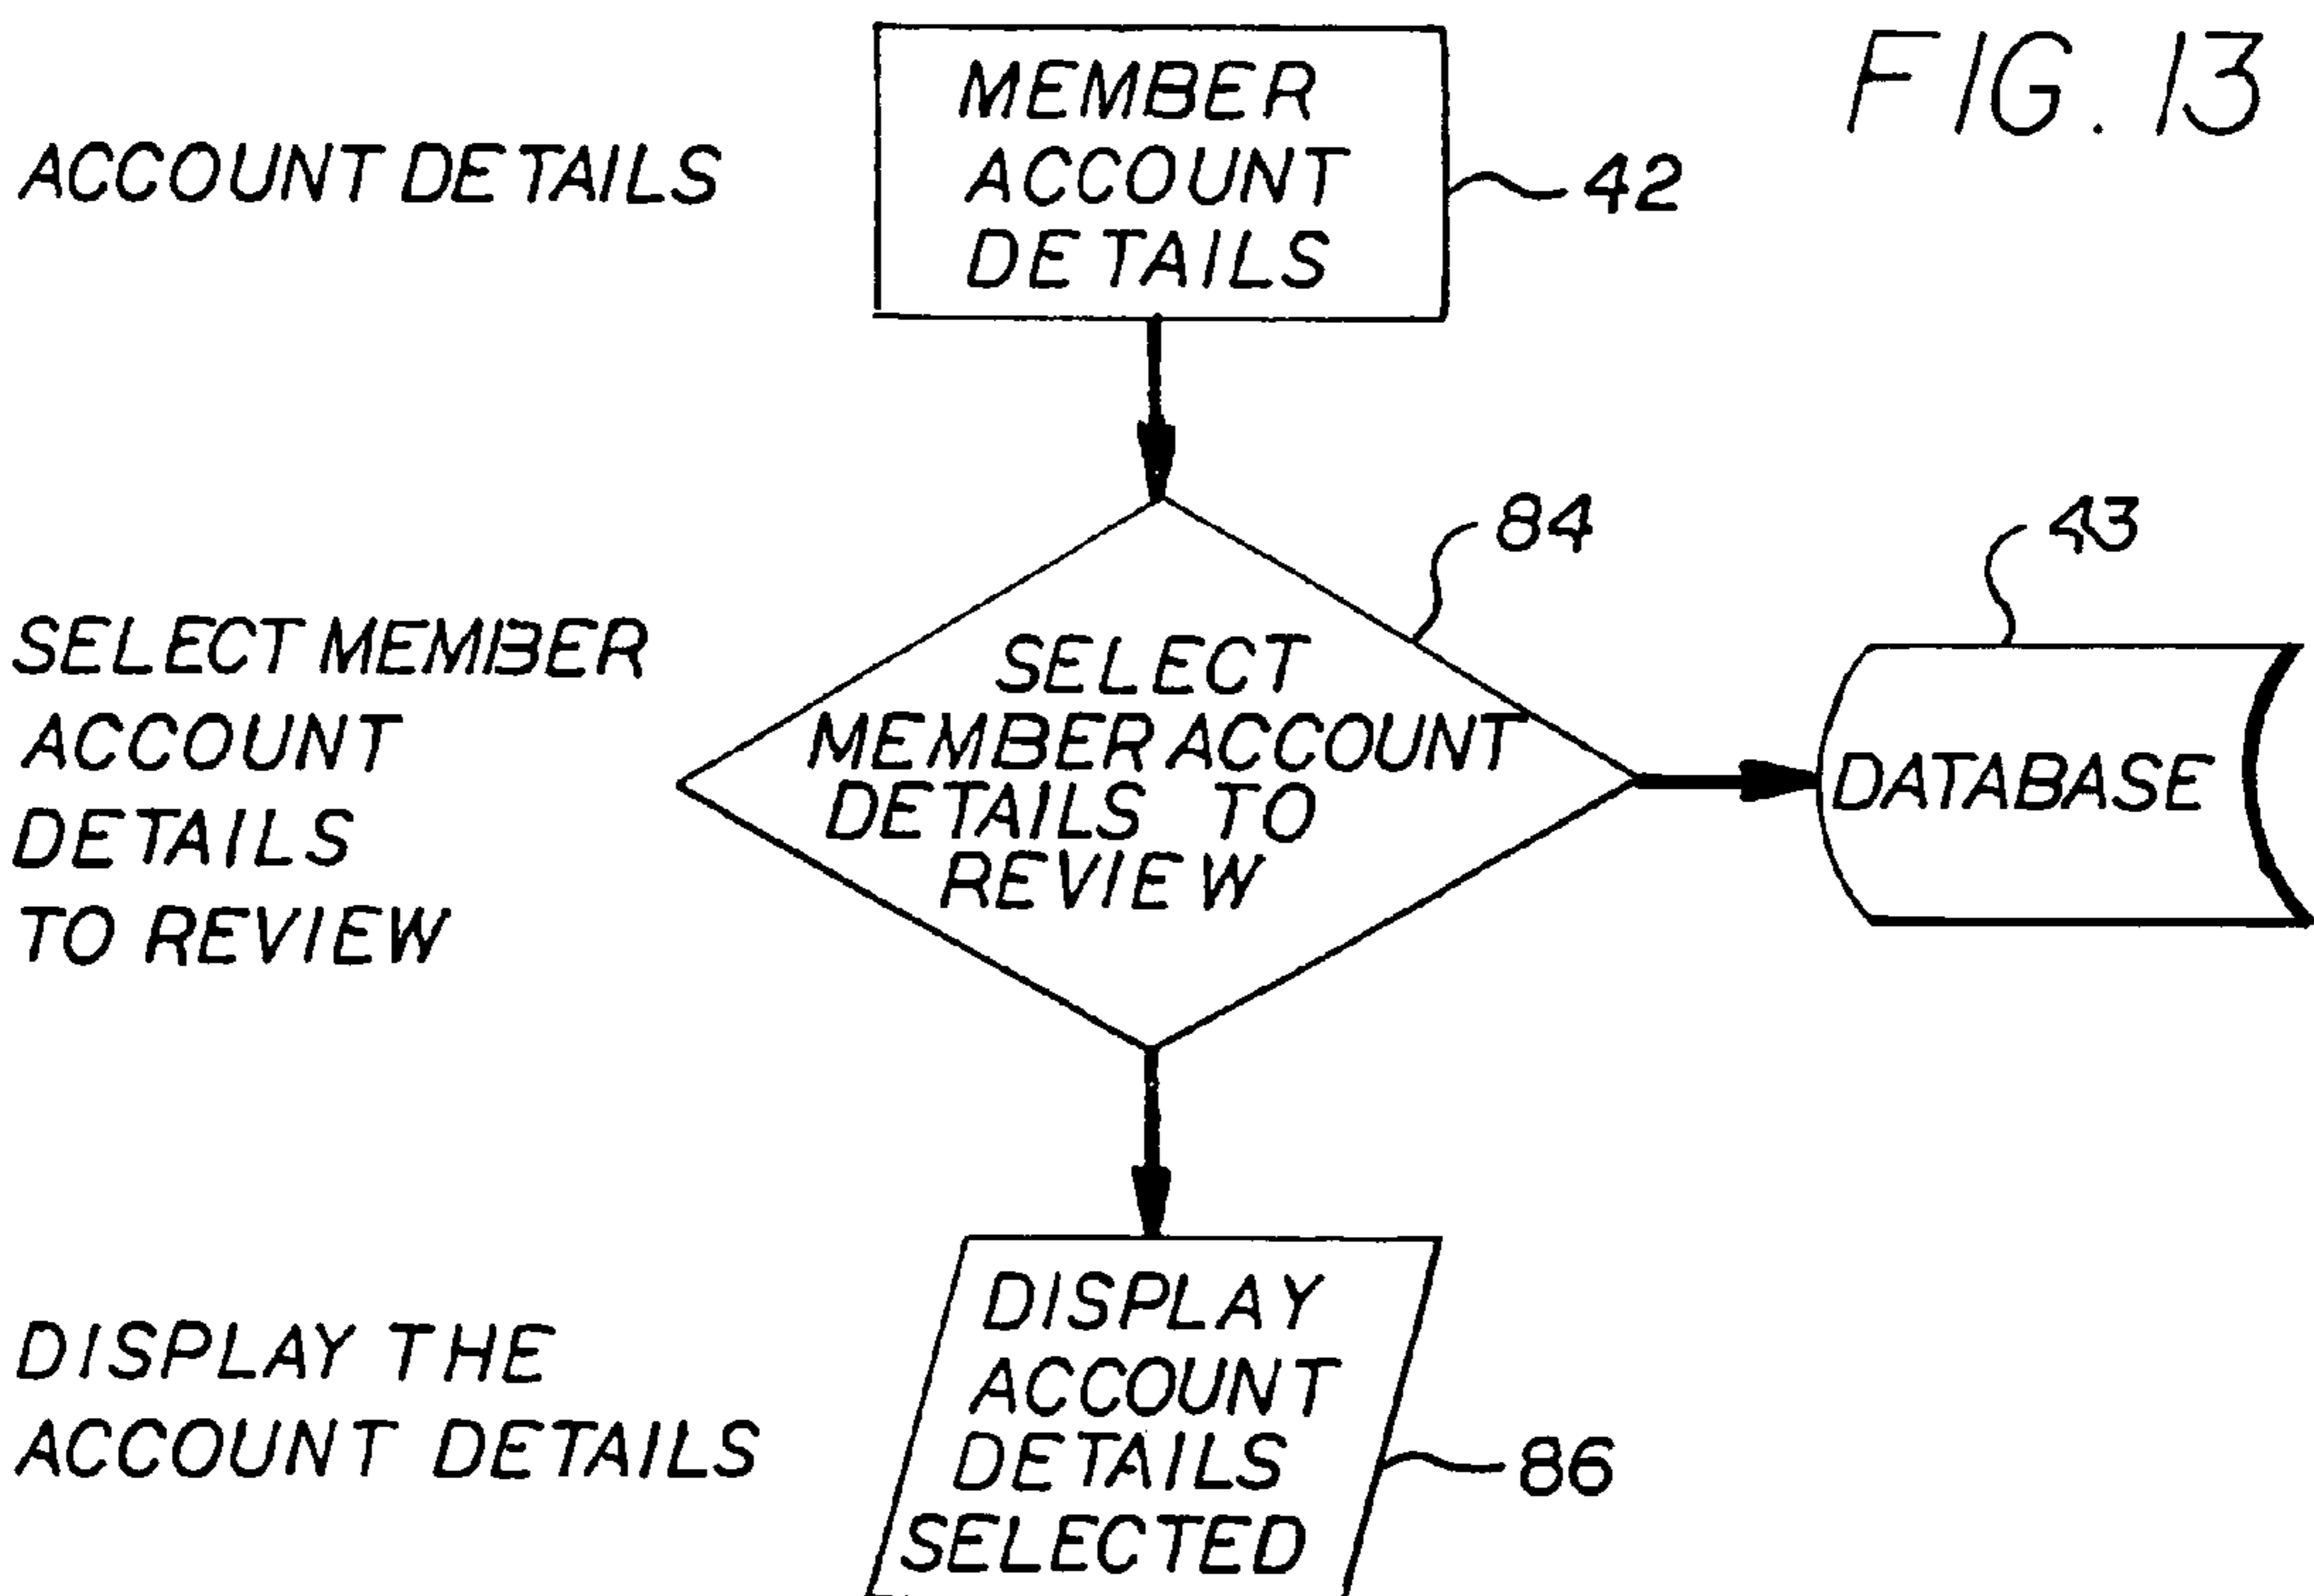 FIG. 13
ACCOUNT DETAILS
MEMBER
ACCOUNT
DETAILS
42
SELECT MEMBER
ACCOUNT
DETAILS
TO REVIEW
SELECT
MEMBER ACCOUNT
DETAILS TO
REVIEW
84
43
DATABASE
DISPLAY THE
ACCOUNT DETAILS
DISPLAY
ACCOUNT
DETAILS
SELECTED
86